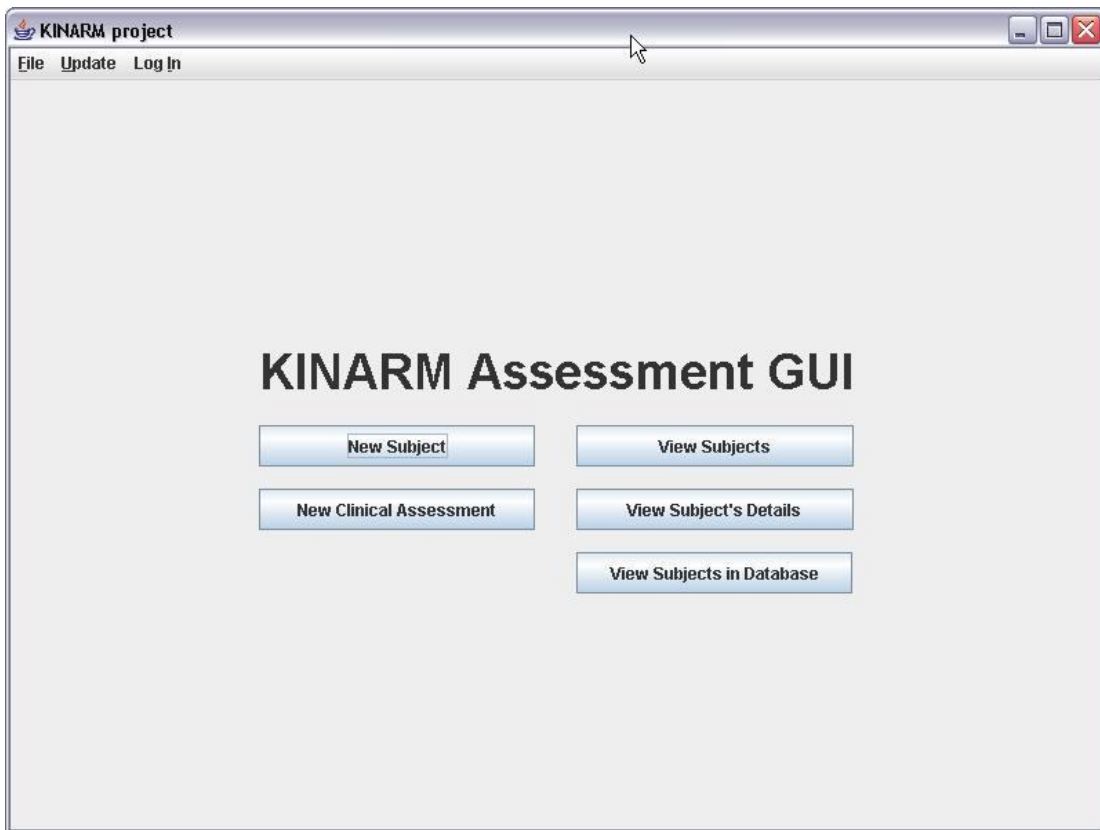 KINARM project
File Update Log In
KINARM Assessment GUI
New Subject View Subjects
New Clinical Assessment View Subject's Details
View Subjects in Database